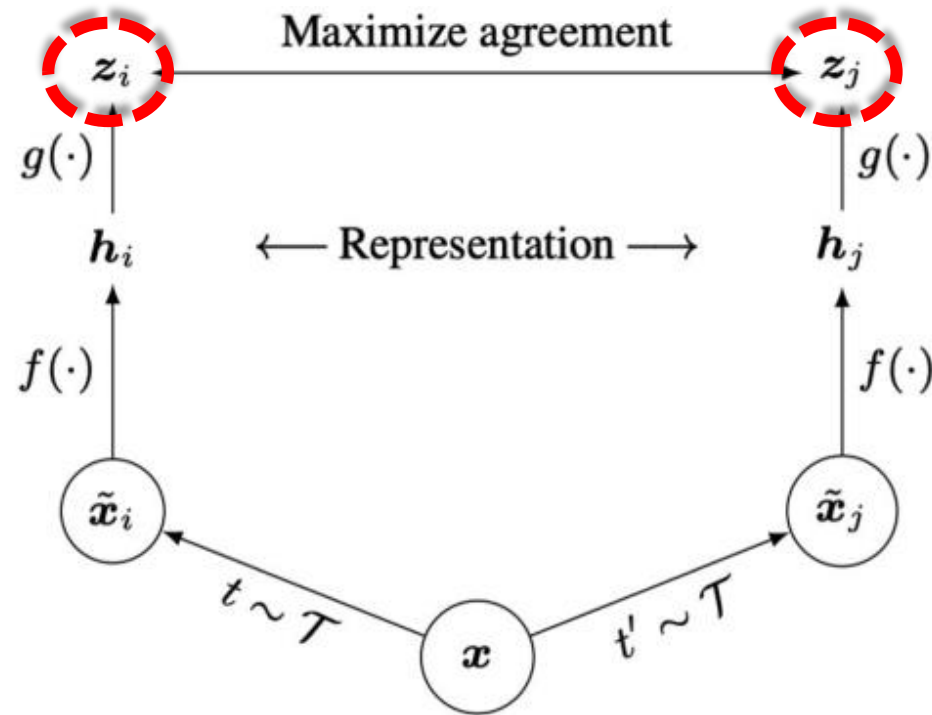 Maximize agreement
z_i z_j
g(·) g(·)
h_i ← Representation → h_j
f(·) f(·)
x̃_i x̃_j
t ∼ 𝒯 t' ∼ 𝒯
x